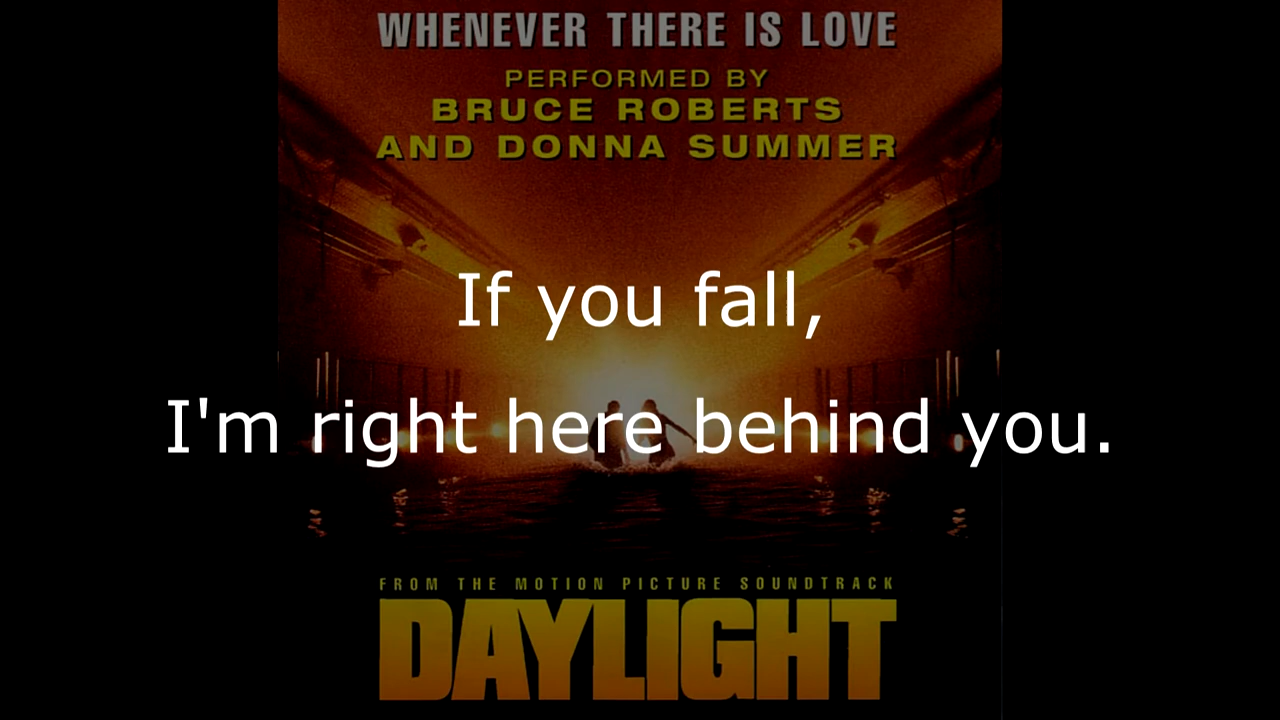 WHENEVER THERE IS LOVE
PERFORMED BY
BRUCE ROBERTS
AND DONNA SUMMER
If you fall,
I'm right here behind you.
FROM THE MOTION PICTURE SOUNDTRACK
DAYLIGHT